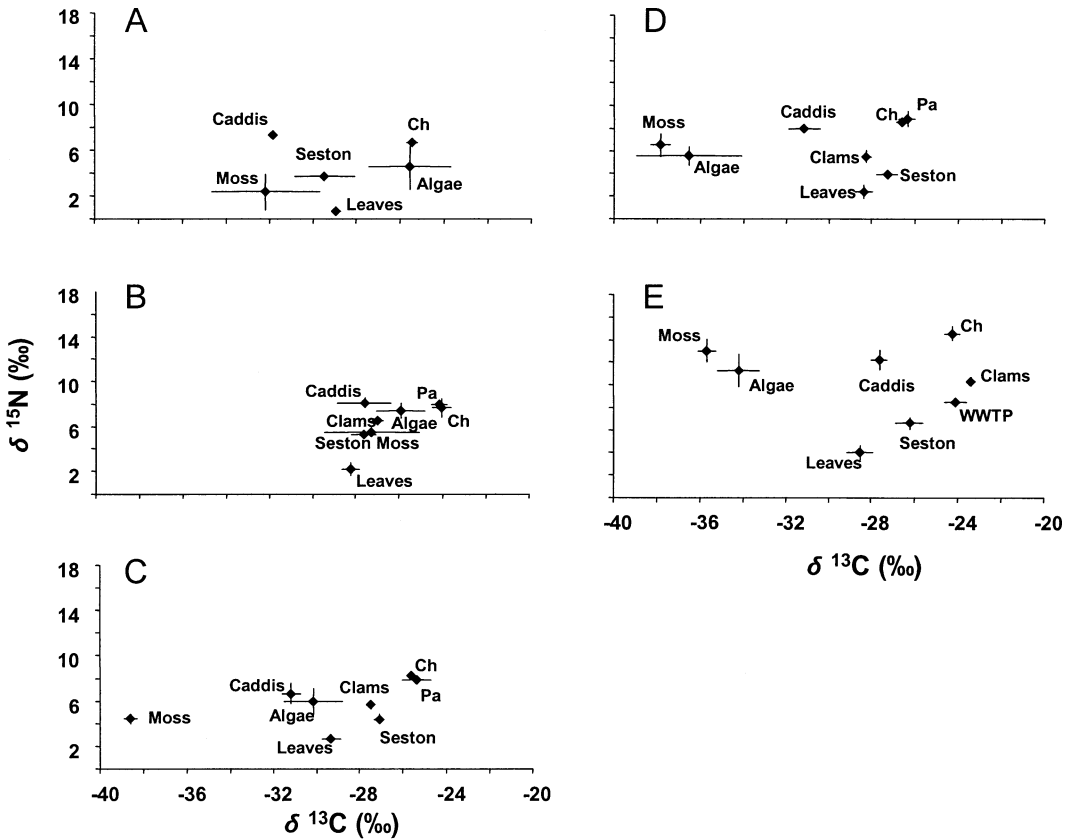 A
18
14
10
6
2
Caddis
Ch
Seston
Moss
Algae
Leaves
D
Pa
Ch
Caddis
Moss
Clams
Algae
Seston
Leaves
B
18
14
10
6
2
Caddis
Pa
Clams
Algae
Ch
Seston Moss
Leaves
δ ¹⁵N (‰)
E
Ch
Moss
Clams
Algae
Caddis
WWTP
Seston
Leaves
-40 -36 -32 -28 -24 -20
δ ¹³C (‰)
C
18
14
10
6
2
Ch
Caddis
Clams
Pa
Moss
Algae
Seston
Leaves
-40 -36 -32 -28 -24 -20
δ ¹³C (‰)